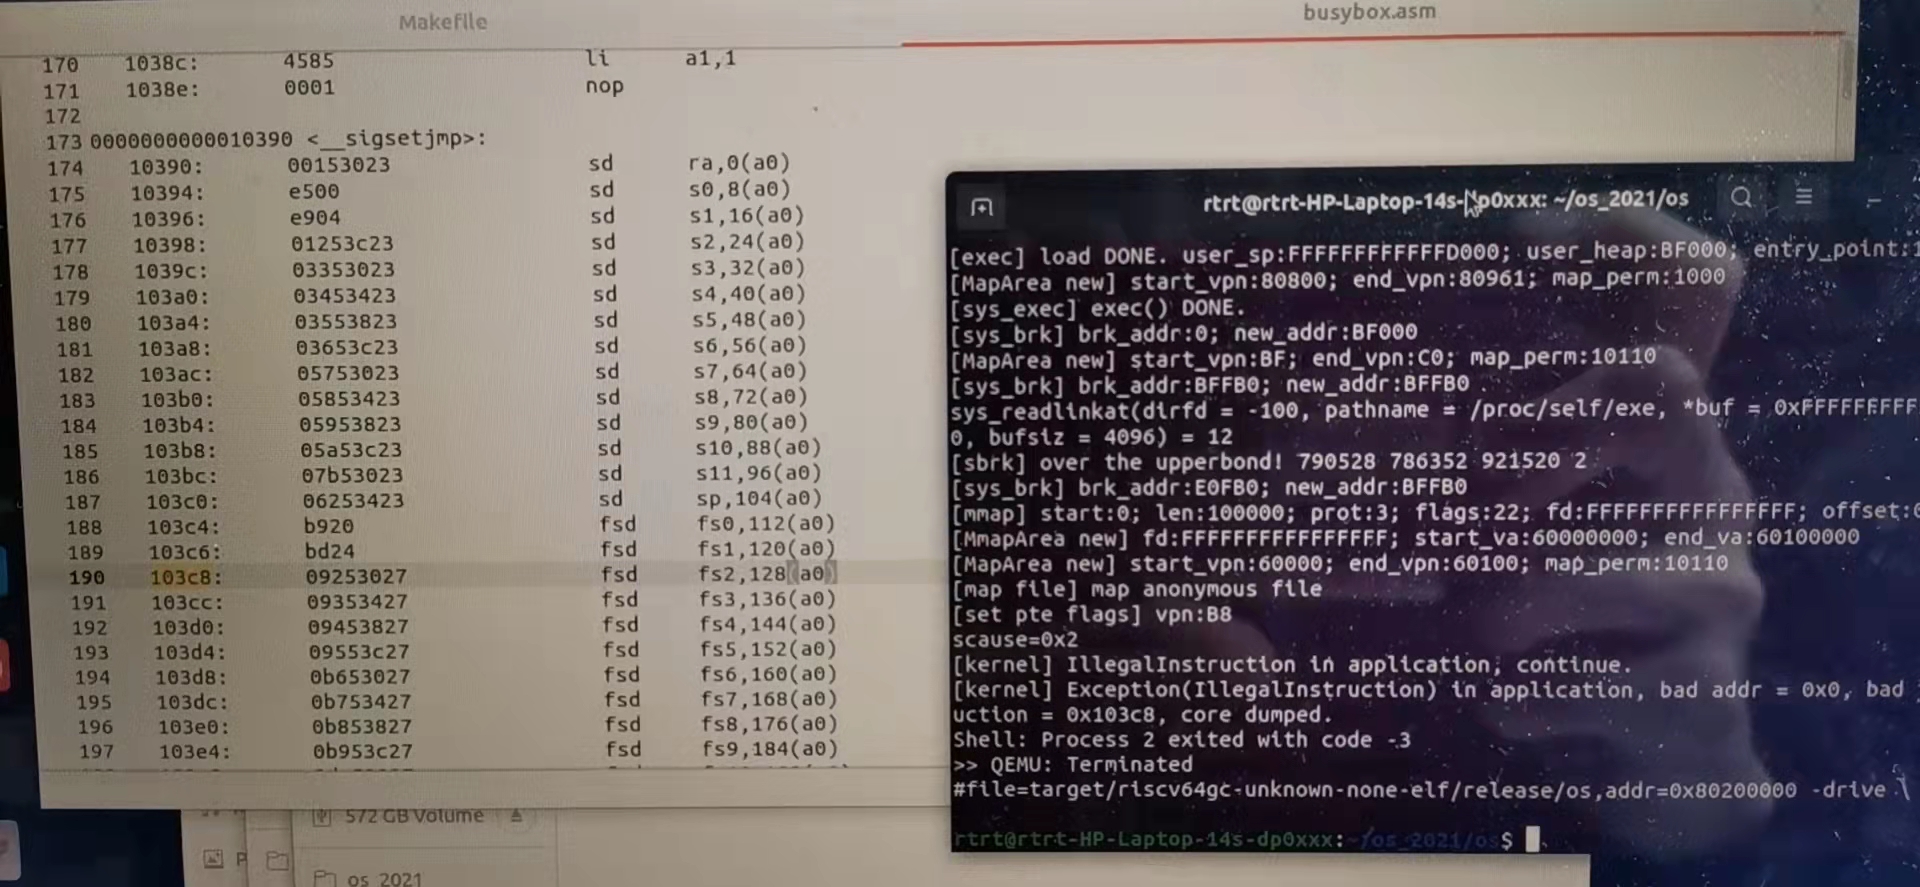 Makefile
busybox.asm
170 1038c: 4585 li a1,1
171 1038e: 0001 nop
172
173 0000000000010390 <__sigsetjmp>:
174 10390: 00153023 sd ra,0(a0)
175 10394: e500 sd s0,8(a0)
176 10396: e904 sd s1,16(a0)
177 10398: 01253c23 sd s2,24(a0)
178 1039c: 03353023 sd s3,32(a0)
179 103a0: 03453423 sd s4,40(a0)
180 103a4: 03553823 sd s5,48(a0)
181 103a8: 03653c23 sd s6,56(a0)
182 103ac: 05753023 sd s7,64(a0)
183 103b0: 05853423 sd s8,72(a0)
184 103b4: 05953823 sd s9,80(a0)
185 103b8: 05a53c23 sd s10,88(a0)
186 103bc: 07b53023 sd s11,96(a0)
187 103c0: 06253423 sd sp,104(a0)
188 103c4: b920 fsd fs0,112(a0)
189 103c6: bd24 fsd fs1,120(a0)
190 103c8: 09253027 fsd fs2,128(a0)
191 103cc: 09353427 fsd fs3,136(a0)
192 103d0: 09453827 fsd fs4,144(a0)
193 103d4: 09553c27 fsd fs5,152(a0)
194 103d8: 0b653027 fsd fs6,160(a0)
195 103dc: 0b753427 fsd fs7,168(a0)
196 103e0: 0b853827 fsd fs8,176(a0)
197 103e4: 0b953c27 fsd fs9,184(a0)
rtrt@rtrt-HP-Laptop-14s-dp0xxx: ~/os_2021/os
[exec] load DONE. user_sp:FFFFFFFFFFFFD000; user_heap:BF000; entry_point:1
[MapArea new] start_vpn:80800; end_vpn:80961; map_perm:1000
[sys_exec] exec() DONE.
[sys_brk] brk_addr:0; new_addr:BF000
[MapArea new] start_vpn:BF; end_vpn:C0; map_perm:10110
[sys_brk] brk_addr:BFFB0; new_addr:BFFB0
sys_readlinkat(dirfd = -100, pathname = /proc/self/exe, *buf = 0xFFFFFFFFF
0, bufsiz = 4096) = 12
[sbrk] over the upperbond! 790528 786352 921520 2
[sys_brk] brk_addr:E0FB0; new_addr:BFFB0
[mmap] start:0; len:100000; prot:3; flags:22; fd:FFFFFFFFFFFFFFFF; offset:0
[MmapArea new] fd:FFFFFFFFFFFFFFFF; start_va:60000000; end_va:60100000
[MapArea new] start_vpn:60000; end_vpn:60100; map_perm:10110
[map file] map anonymous file
[set pte flags] vpn:B8
scause=0x2
[kernel] IllegalInstruction in application, continue.
[kernel] Exception(IllegalInstruction) in application, bad addr = 0x0, bad
uction = 0x103c8, core dumped.
Shell: Process 2 exited with code -3
>> QEMU: Terminated
#file=target/riscv64gc-unknown-none-elf/release/os,addr=0x80200000 -drive \
rtrt@rtrt-HP-Laptop-14s-dp0xxx:~/os_2021/os$
572 GB Volume
P
os_2021